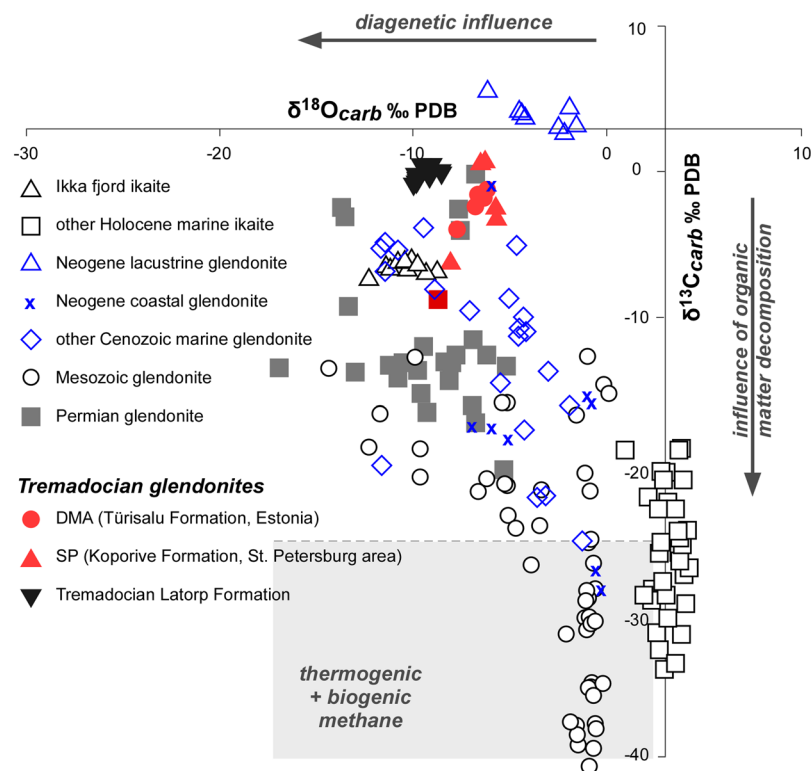 diagenetic influence
10
δ18Ocarb ‰ PDB
-30
-20
-10
0
10
0
δ13Ccarb ‰ PDB
Ikka fjord ikaite
other Holocene marine ikaite
Neogene lacustrine glendonite
x Neogene coastal glendonite
other Cenozoic marine glendonite
Mesozoic glendonite
Permian glendonite
-10
influence of organic
matter decomposition
-20
Tremadocian glendonites
DMA (Türisalu Formation, Estonia)
SP (Koporive Formation, St. Petersburg area)
Tremadocian Latorp Formation
-30
thermogenic
+ biogenic
methane
-40